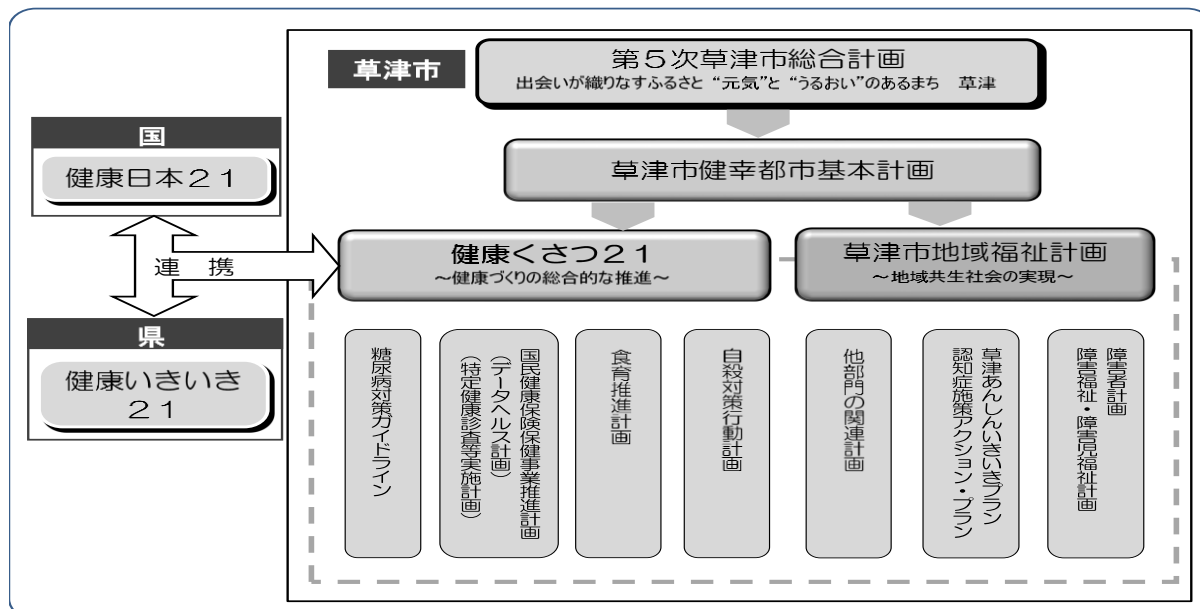 草津市
第５次草津市総合計画
出会いが織りなすふるさと “元気”と “うるおい”のあるまち　草津
草津市健幸都市基本計画
国
健康日本２１
連　携
県
健康いきいき
２１
健康くさつ２１
～健康づくりの総合的な推進～
草津市地域福祉計画
～地域共生社会の実現～
糖尿病対策ガイドライン
国民健康保険保健事業推進計画
（データヘルス計画）
（特定健康診査等実施計画）
食育推進計画
自殺対策行動計画
他部門の関連計画
草津あんしんいきいきプラン
認知症施策アクション・プラン
障害者計画
障害福祉・障害児福祉計画